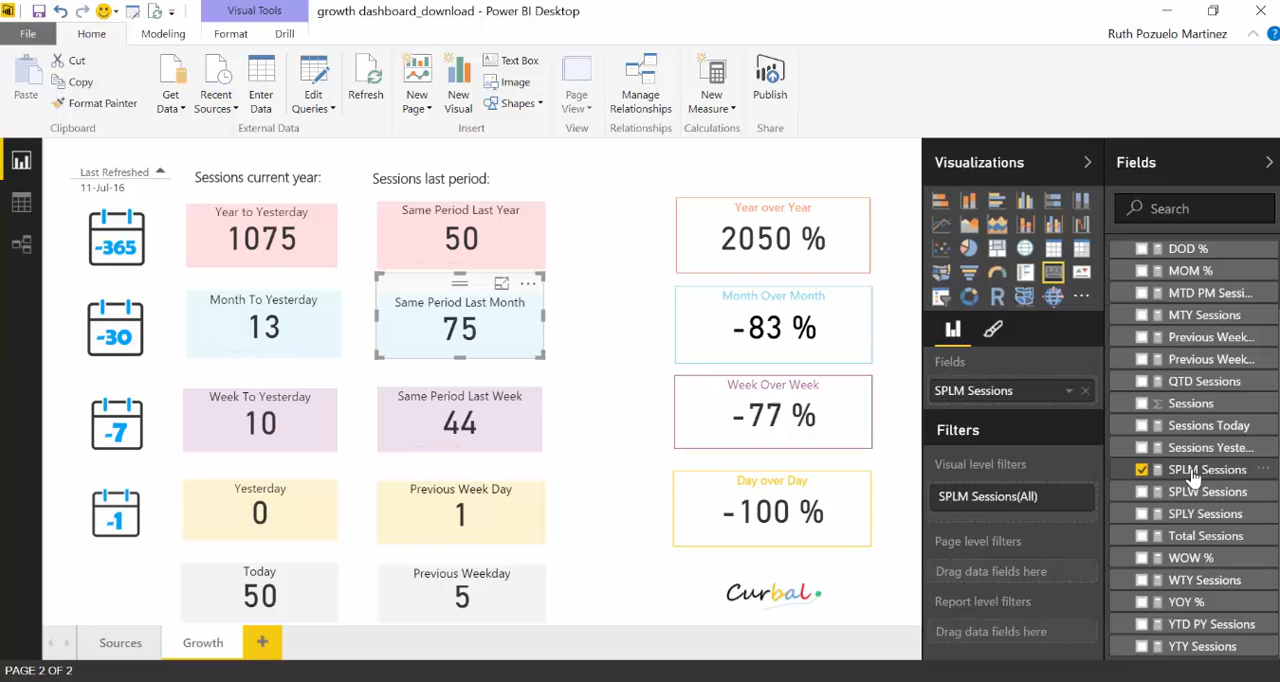 Visual Tools
growth dashboard_download - Power BI Desktop
File
Home
Modeling
Format
Drill
Ruth Pozuelo Martinez
?
Paste
Cut
Copy
Format Painter
Clipboard
Get Data
Recent Sources
Enter Data
Edit Queries
Refresh
External Data
New Page
New Visual
Text Box
Image
Shapes
Insert
Page View
View
Manage Relationships
Relationships
New Measure
Calculations
Publish
Share
Last Refreshed
11-Jul-16
Sessions current year:
Sessions last period:
-365
Year to Yesterday
1075
Same Period Last Year
50
Year over Year
2050 %
-30
Month To Yesterday
13
Same Period Last Month
75
Month Over Month
-83 %
-7
Week To Yesterday
10
Same Period Last Week
44
Week Over Week
-77 %
-1
Yesterday
0
Previous Week Day
1
Day over Day
-100 %
Today
50
Previous Weekday
5
Curbal
Sources
Growth
+
PAGE 2 OF 2
Visualizations
R
Fields
SPLM Sessions
Filters
Visual level filters
SPLM Sessions(All)
Page level filters
Drag data fields here
Report level filters
Drag data fields here
Fields
Search
DOD %
MOM %
MTD PM Sessi...
MTY Sessions
Previous Week...
Previous Week...
QTD Sessions
Sessions
Sessions Today
Sessions Yeste...
SPLM Sessions
SPLW Sessions
SPLY Sessions
Total Sessions
WOW %
WTY Sessions
YOY %
YTD PY Sessions
YTY Sessions